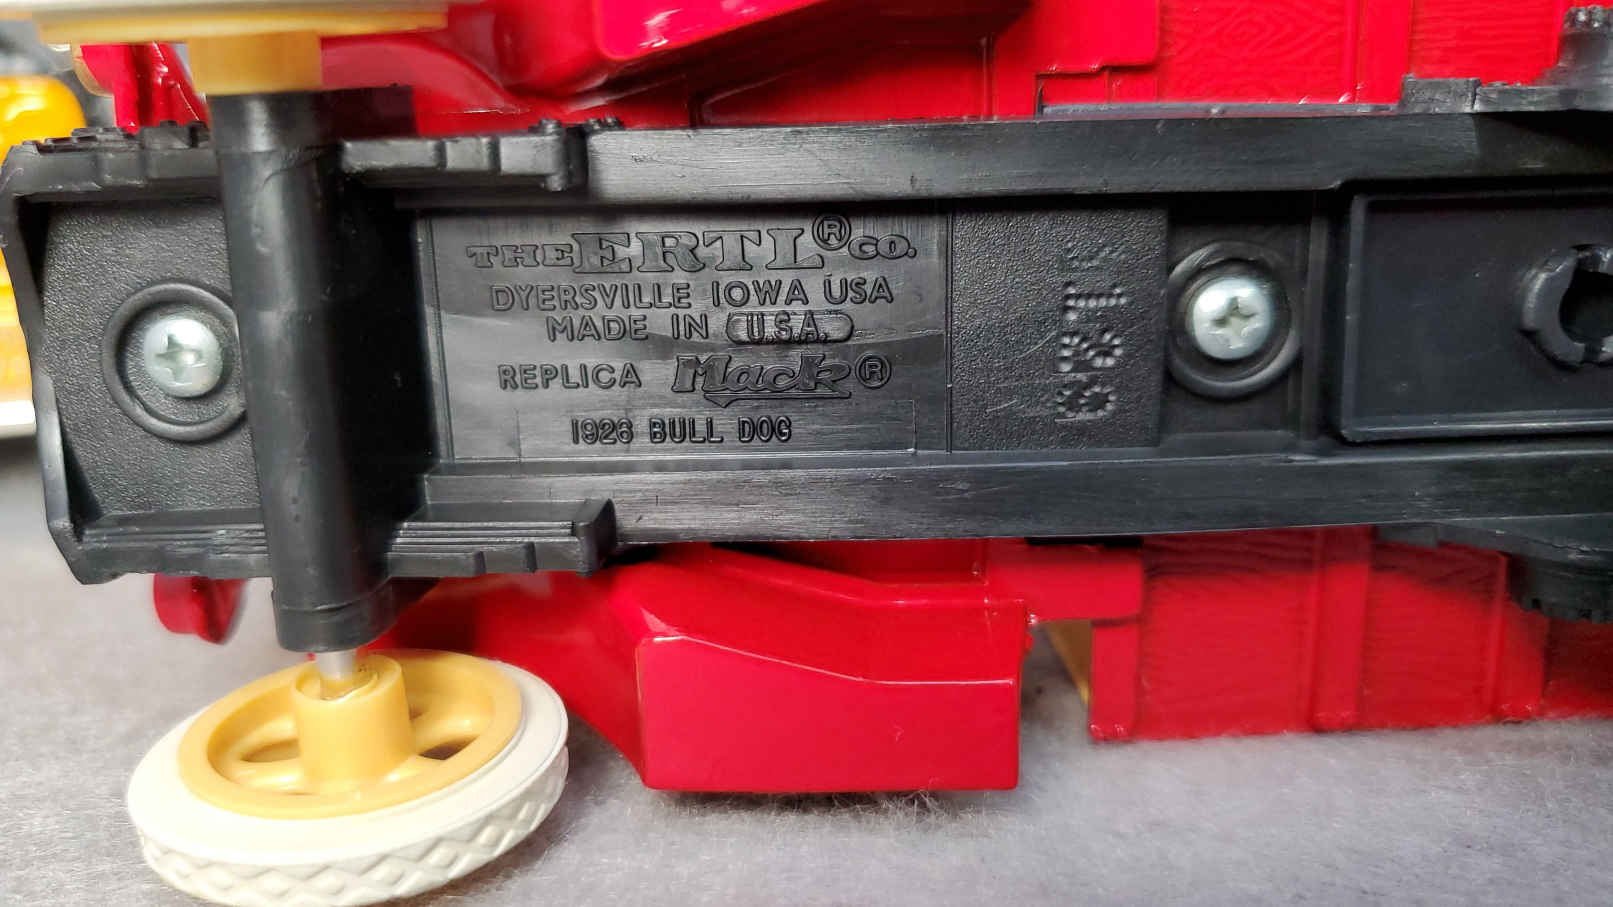 THE ERTL® CO.
DYERSVILLE IOWA USA
MADE IN U.S.A.
REPLICA Mack®
1926 BULL DOG